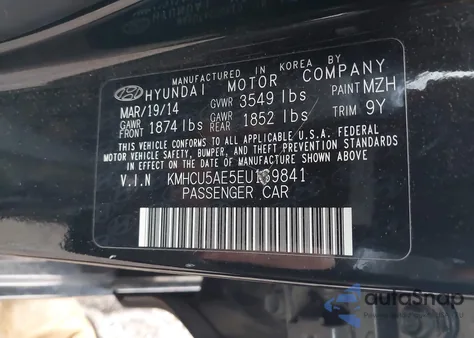 MANUFACTURED IN KOREA BY
HYUNDAI MOTOR COMPANY
MAR/19/14 GVWR 3549 lbs PAINT MZH
GAWR FRONT 1874 lbs GAWR REAR 1852 lbs TRIM 9Y
THIS VEHICLE CONFORMS TO ALL APPLICABLE U.S.A. FEDERAL
MOTOR VEHICLE SAFETY, BUMPER, AND THEFT PREVENTION
STANDARDS IN EFFECT ON THE DATE OF MANUFACTURE SHOWN ABOVE.
V.I.N KMHCU5AE5EU159841
PASSENGER CAR
autoSnap